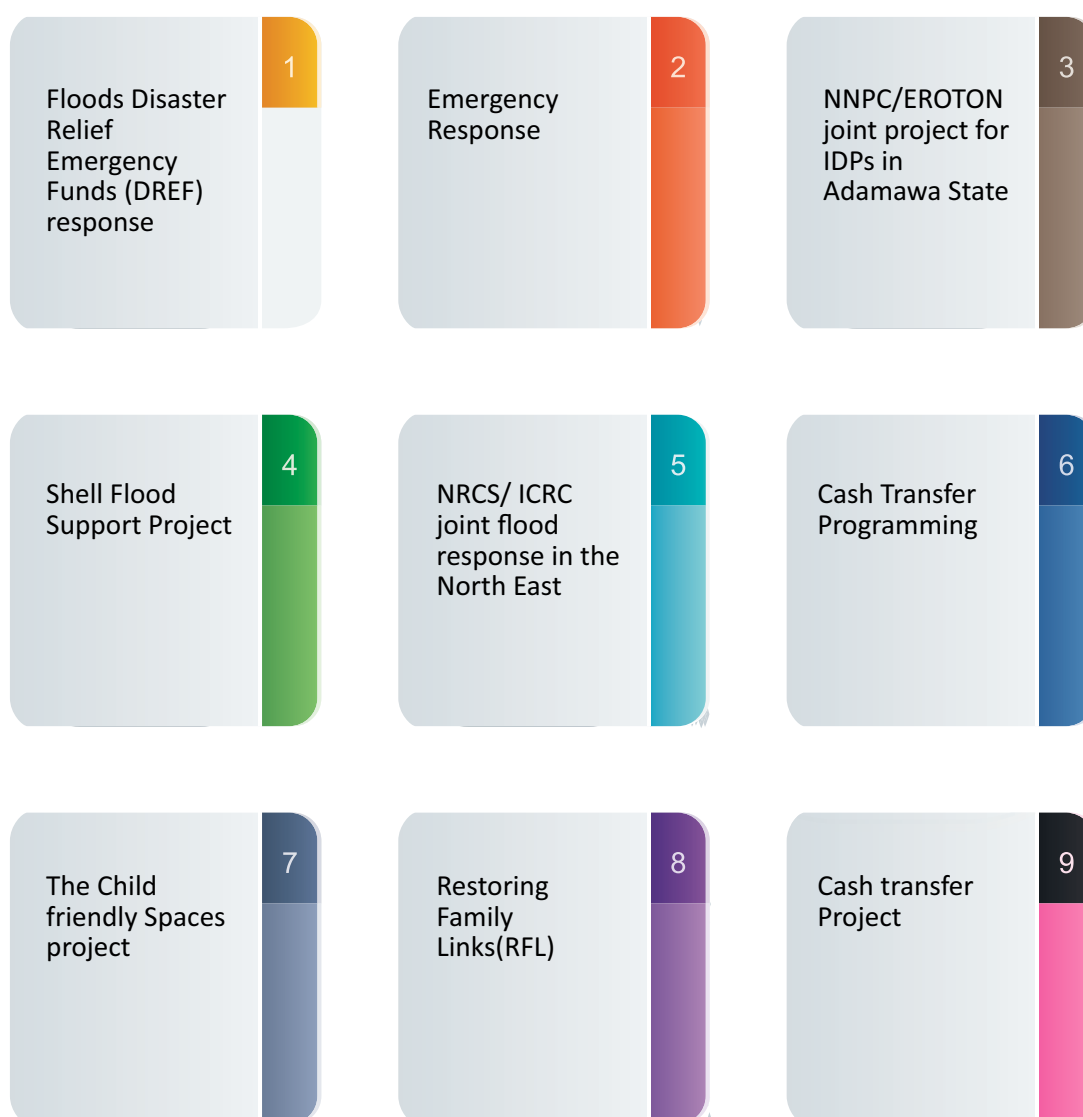 1
Floods Disaster
Relief
Emergency
Funds (DREF)
response
2
Emergency
Response
3
NNPC/EROTON
joint project for
IDPs in
Adamawa State
4
Shell Flood
Support Project
5
NRCS/ ICRC
joint flood
response in the
North East
6
Cash Transfer
Programming
7
The Child
friendly Spaces
project
8
Restoring
Family
Links(RFL)
9
Cash transfer
Project